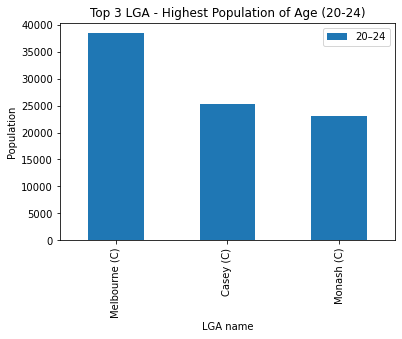 Top 3 LGA - Highest Population of Age (20-24)
40000
35000
30000
25000
20000
15000
10000
5000
0
Population
20–24
Melbourne (C)
Casey (C)
Monash (C)
LGA name